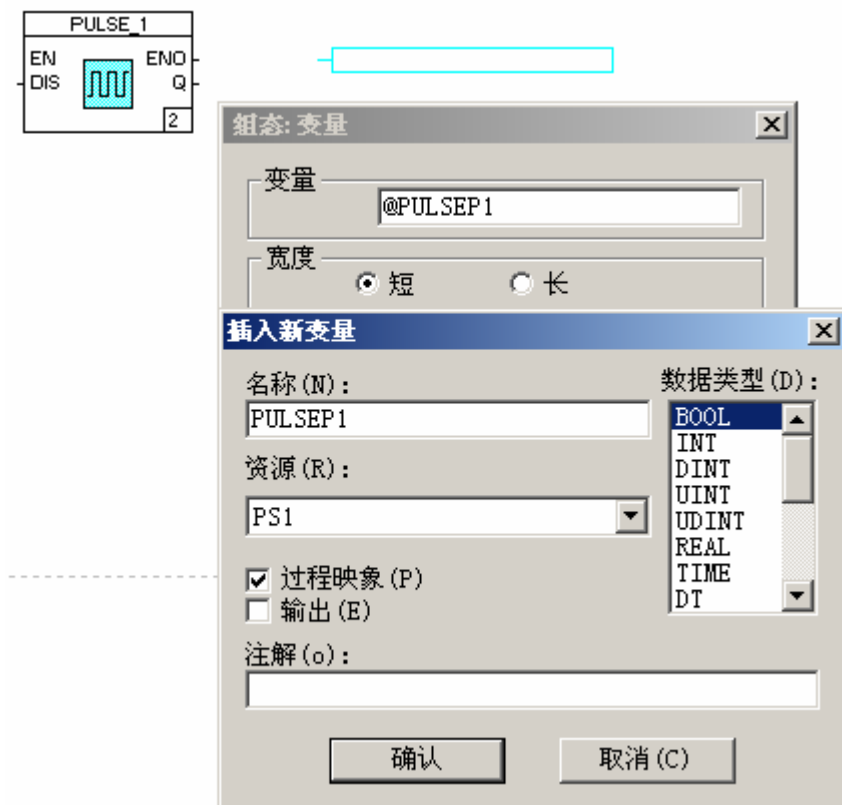 PULSE_1
EN ENO
DIS Q
2
组态: 变量
变量
@PULSEP1
宽度
短 长
插入新变量
名称(N):
PULSEP1
资源(R):
PS1
过程映象(P)
输出(E)
注解(o):
数据类型(D):
BOOL
INT
DINT
UINT
UDINT
REAL
TIME
DT
确认 取消(C)